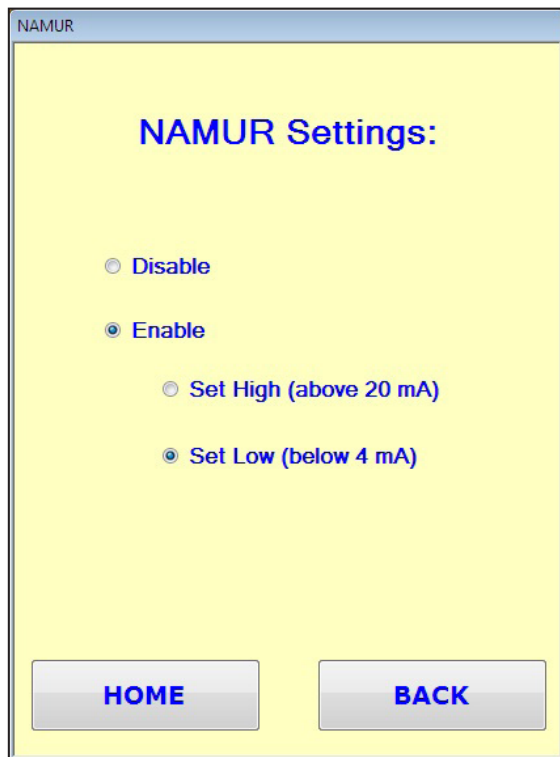 NAMUR
NAMUR Settings:
Disable
Enable
Set High (above 20 mA)
Set Low (below 4 mA)
HOME
BACK